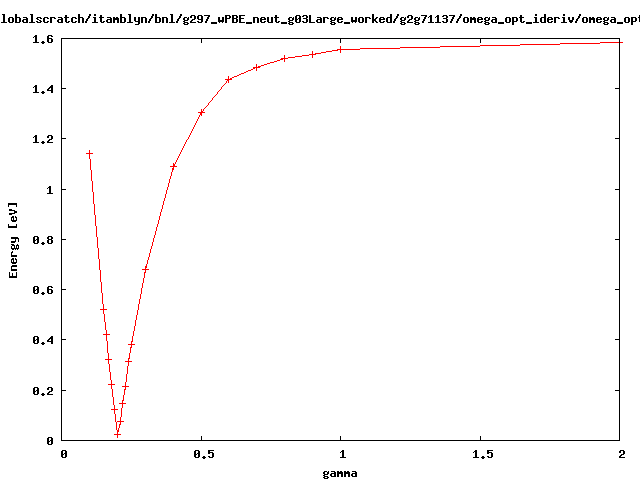 lobalscratch/itamblyn/bnl/g297_wPBE_neut_g03Large_worked/g2g71137/omega_opt_ideriv/omega_opt
1.6
1.4
1.2
1
0.8
0.6
0.4
0.2
0
Energy [eV]
0 0.5 1 1.5 2
gamma